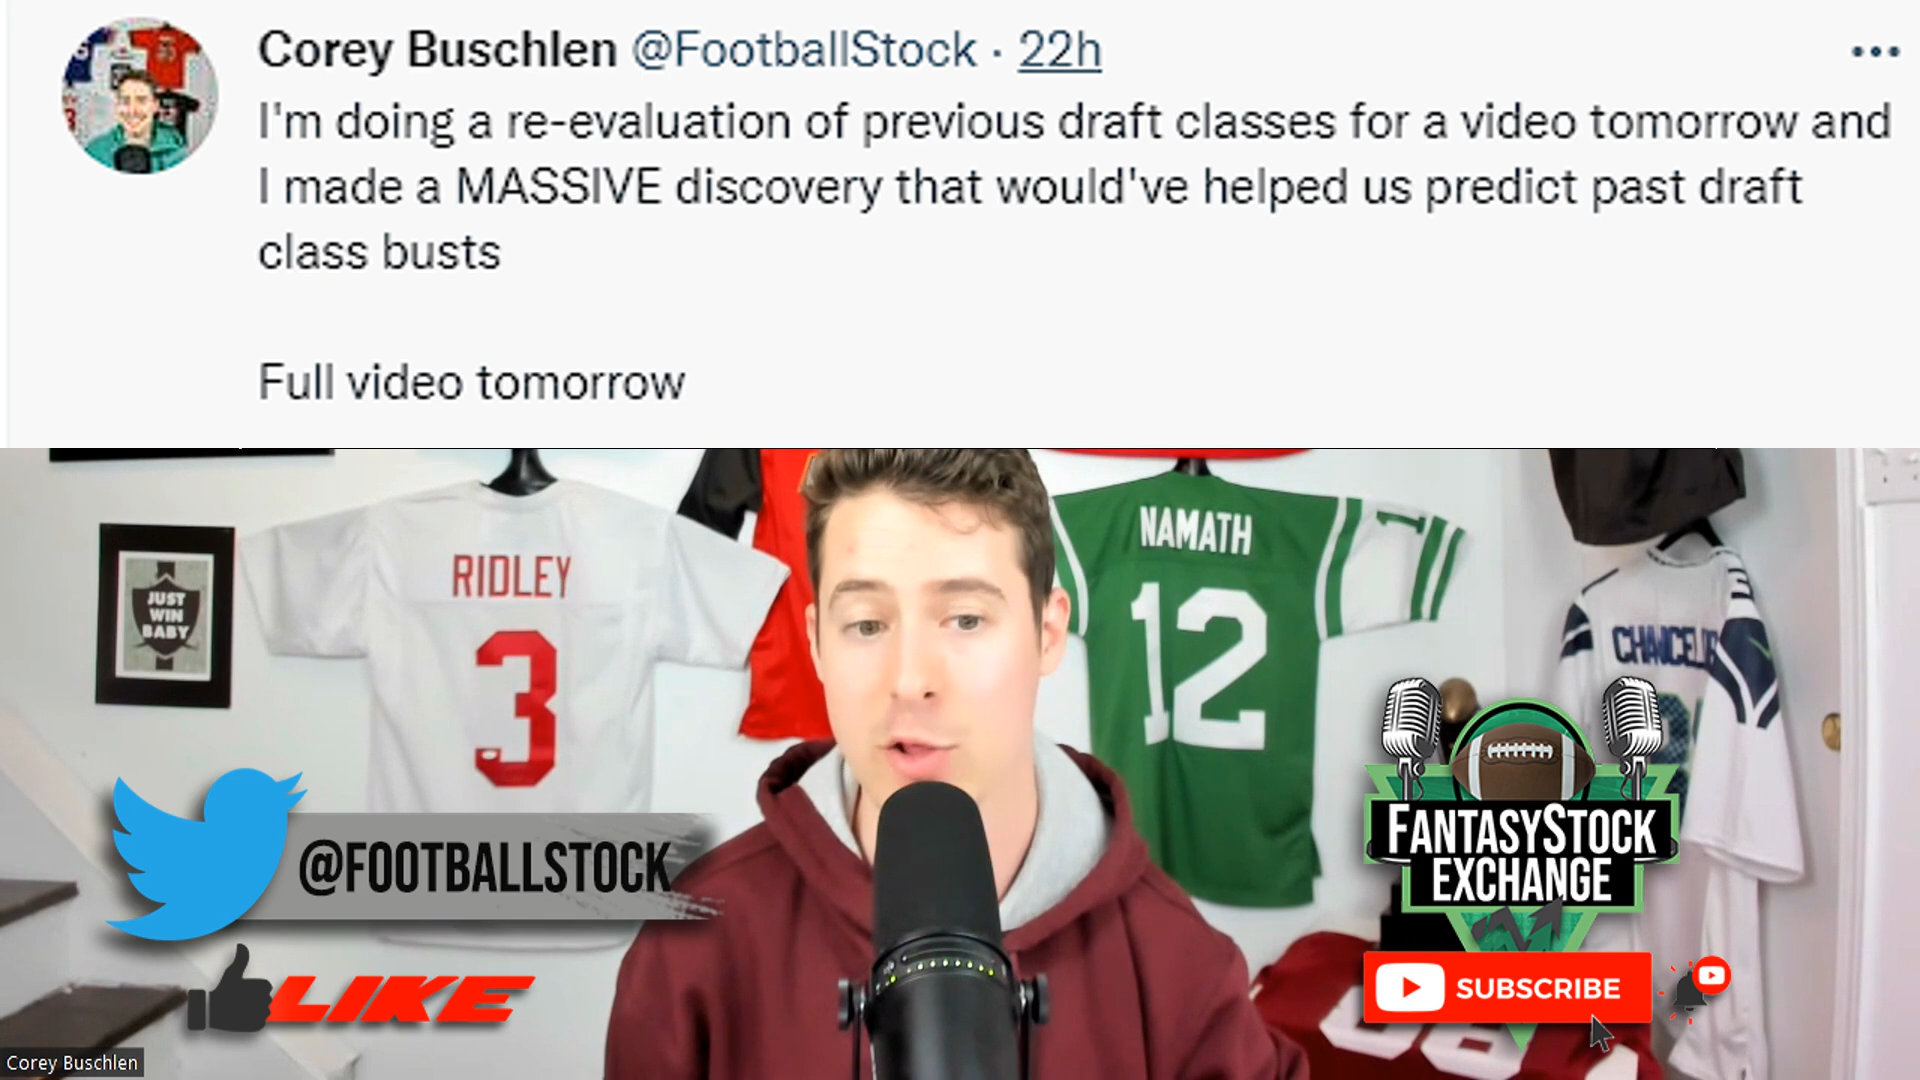 Corey Buschlen @FootballStock · 22h
I'm doing a re-evaluation of previous draft classes for a video tomorrow and
I made a MASSIVE discovery that would've helped us predict past draft
class busts
Full video tomorrow
RIDLEY
3
NAMATH
12
1
JUST
WIN
BABY
@FOOTBALLSTOCK
LIKE
FANTASYSTOCK
EXCHANGE
SUBSCRIBE
Corey Buschlen